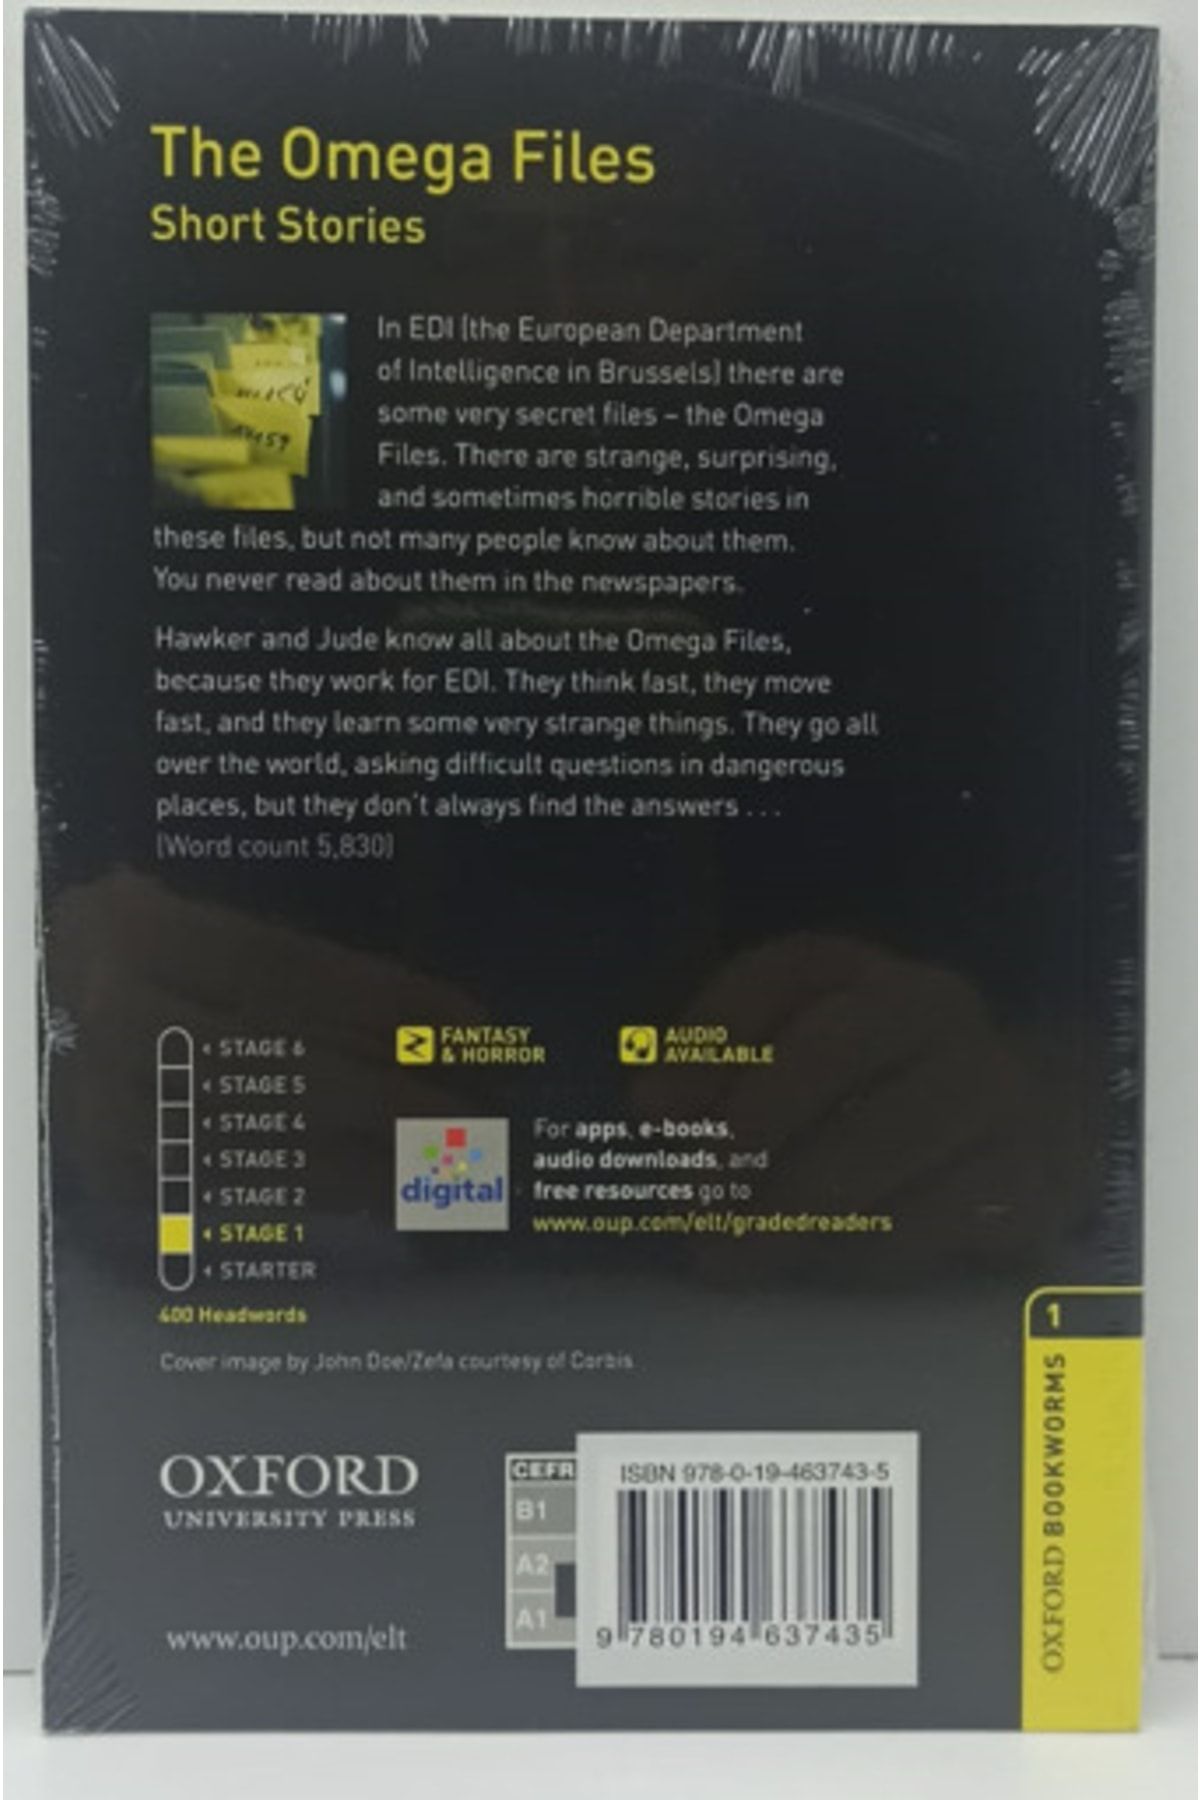 The Omega Files
Short Stories
In EDI (the European Department
of Intelligence in Brussels) there are
some very secret files – the Omega
Files. There are strange, surprising,
and sometimes horrible stories in
these files, but not many people know about them.
You never read about them in the newspapers.
Hawker and Jude know all about the Omega Files,
because they work for EDI. They think fast, they move
fast, and they learn some very strange things. They go all
over the world, asking difficult questions in dangerous
places, but they don't always find the answers . . .
(Word count 5,830)
STAGE 6
STAGE 5
STAGE 4
STAGE 3
STAGE 2
STAGE 1
STARTER
400 Headwords
FANTASY
& HORROR
AUDIO
AVAILABLE
digital
For apps, e-books,
audio downloads, and
free resources go to
www.oup.com/elt/gradedreaders
Cover image by John Doe/Zefa courtesy of Corbis
OXFORD
UNIVERSITY PRESS
www.oup.com/elt
CEFR
B1
A2
A1
ISBN 978-0-19-463743-5
9 780194 637435
1
OXFORD BOOKWORMS